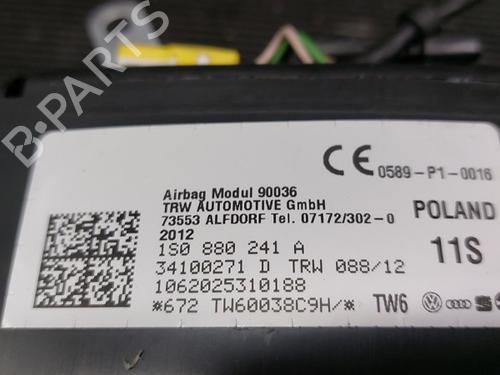 B-PARTS
CE 0589-P1-0016
Airbag Modul 90036
TRW AUTOMOTIVE GmbH
73553 ALFDORF Tel. 07172/302-0
2012
POLAND
1S0 880 241 A
11S
34100271 D TRW 088/12
1062025310188
*672 TW60038C9H/*
TW6